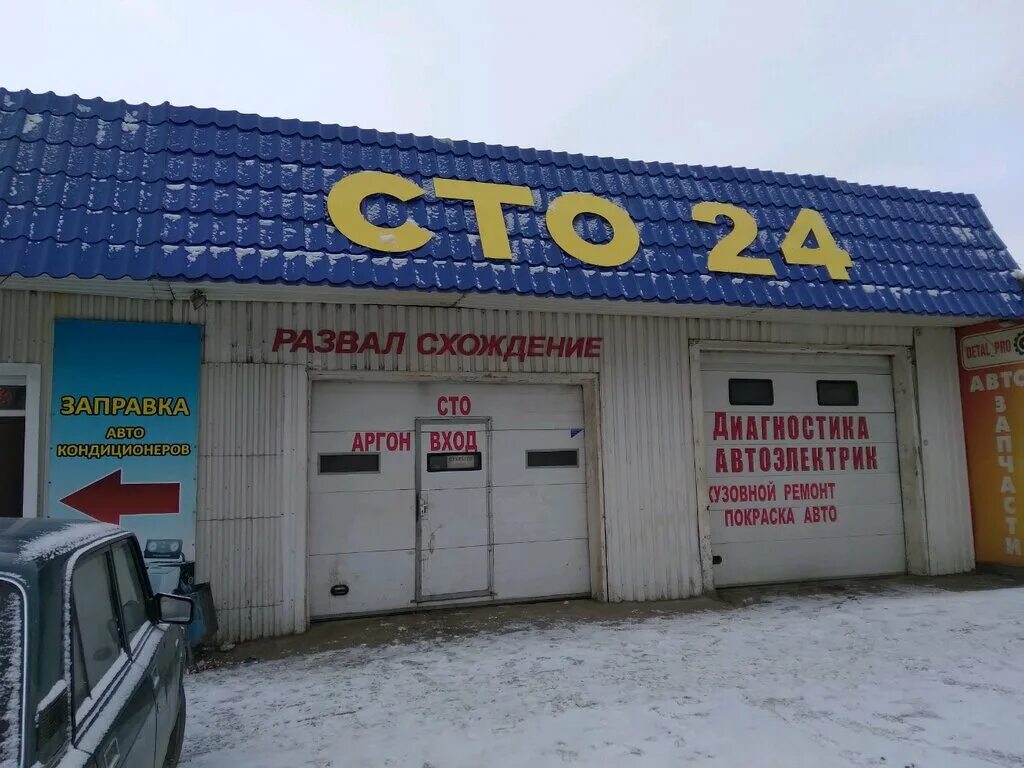 СТО 24
РАЗВАЛ СХОЖДЕНИЕ
ЗАПРАВКА
АВТО
КОНДИЦИОНЕРОВ
СТО
АРГОН ВХОД
ДИАГНОСТИКА
АВТОЭЛЕКТРИК
КУЗОВНОЙ РЕМОНТ
ПОКРАСКА АВТО
DETAL_PRO
АВТО
ЗАПЧАСТИ